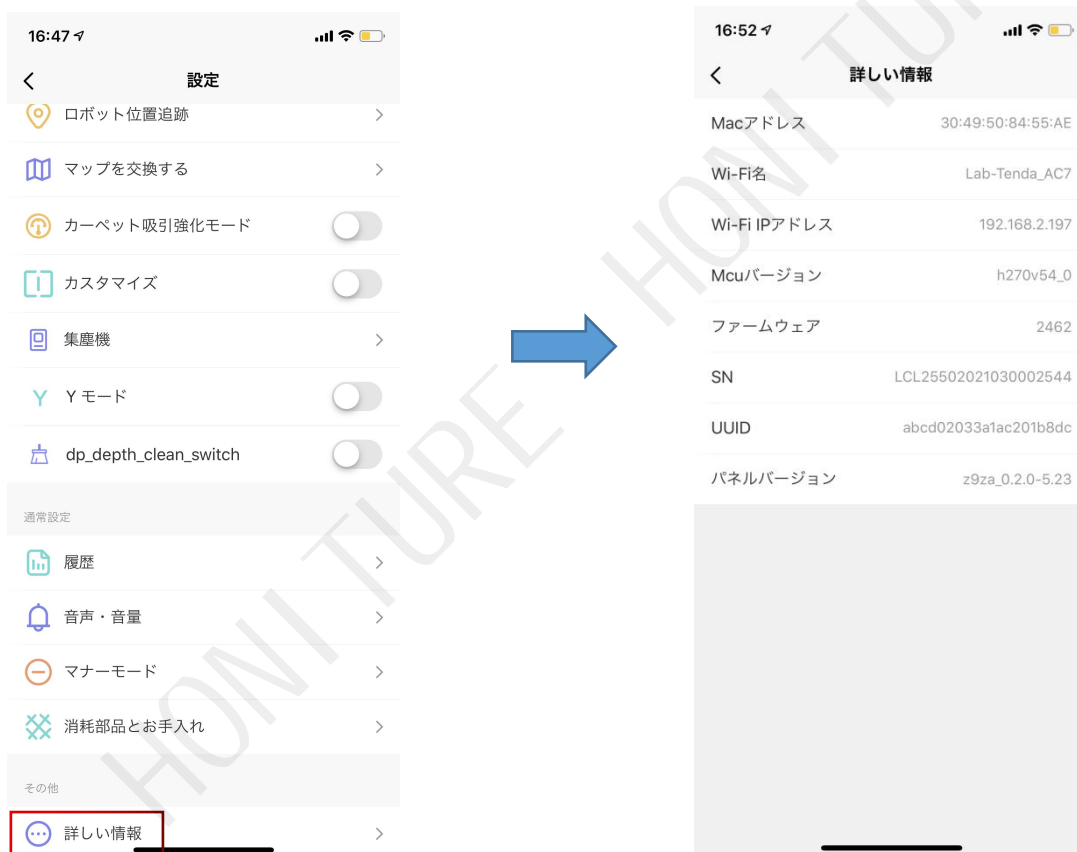 16:47
設定
ロボット位置追跡
マップを交換する
カーペット吸引強化モード
カスタマイズ
集塵機
Y モード
dp_depth_clean_switch
通常設定
履歴
音声・音量
マナーモード
消耗部品とお手入れ
その他
詳しい情報
16:52
詳しい情報
Macアドレス 30:49:50:84:55:AE
Wi-Fi名 Lab-Tenda_AC7
Wi-Fi IPアドレス 192.168.2.197
Mcuバージョン h270v54_0
ファームウェア 2462
SN LCL25502021030002544
UUID abcd02033a1ac201b8dc
パネルバージョン z9za_0.2.0-5.23
HONITURE
HONITURE